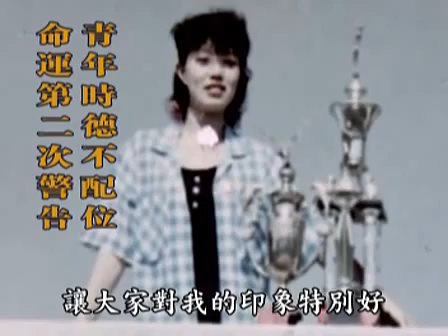 青年時德不配位
命運第二次警告
讓大家對我的印象特別好